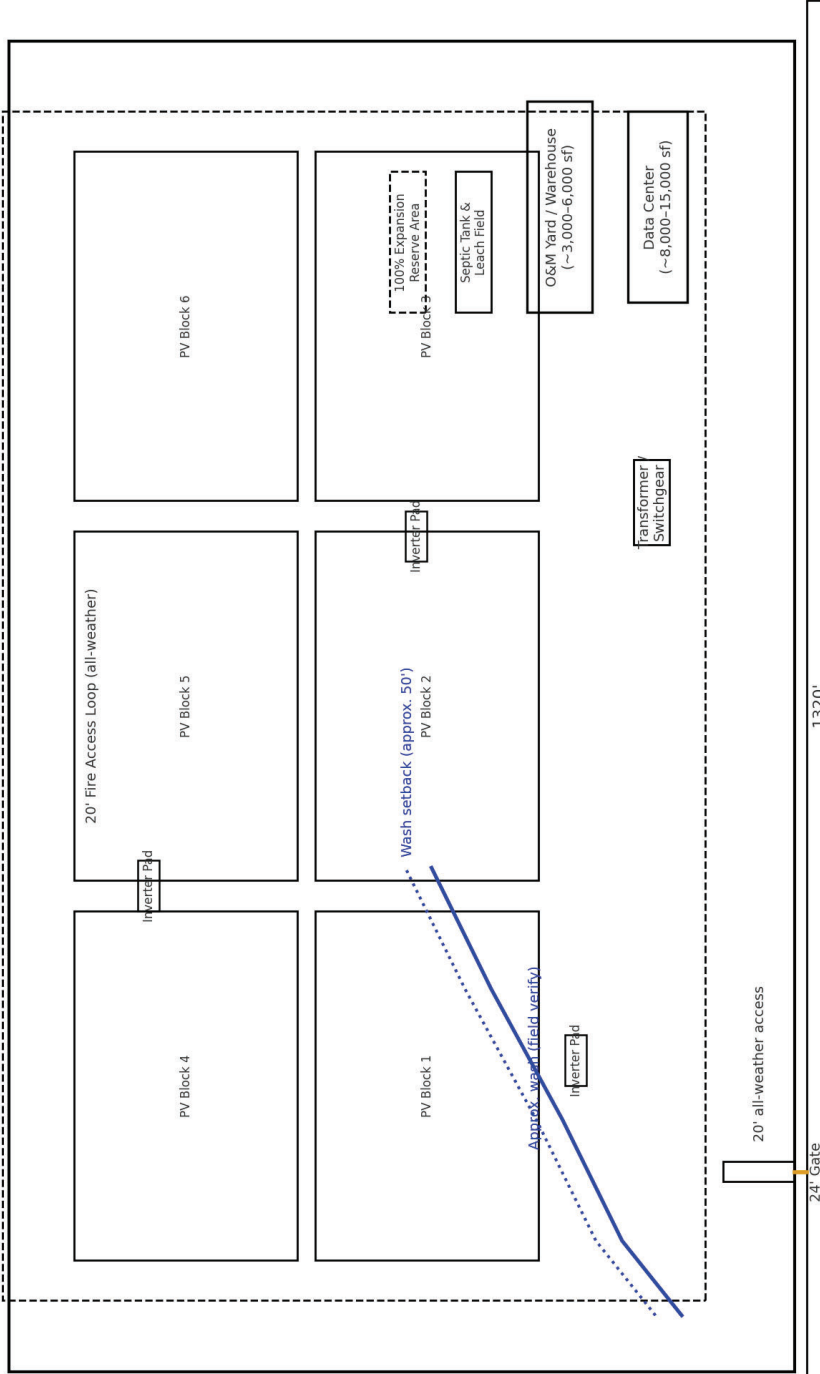 O&M Yard / Warehouse
(~3,000–6,000 sf)
Data Center
(~8,000–15,000 sf)
100% Expansion
Reserve Area
Septic Tank &
Leach Field
PV Block 6
PV Block 3
Transformer /
Switchgear
Inverter Pad
20' Fire Access Loop (all-weather)
PV Block 5
Wash setback (approx. 50')
PV Block 2
1320'
Inverter Pad
PV Block 4
PV Block 1
Approx. wash (field verify)
Inverter Pad
20' all-weather access
24' Gate